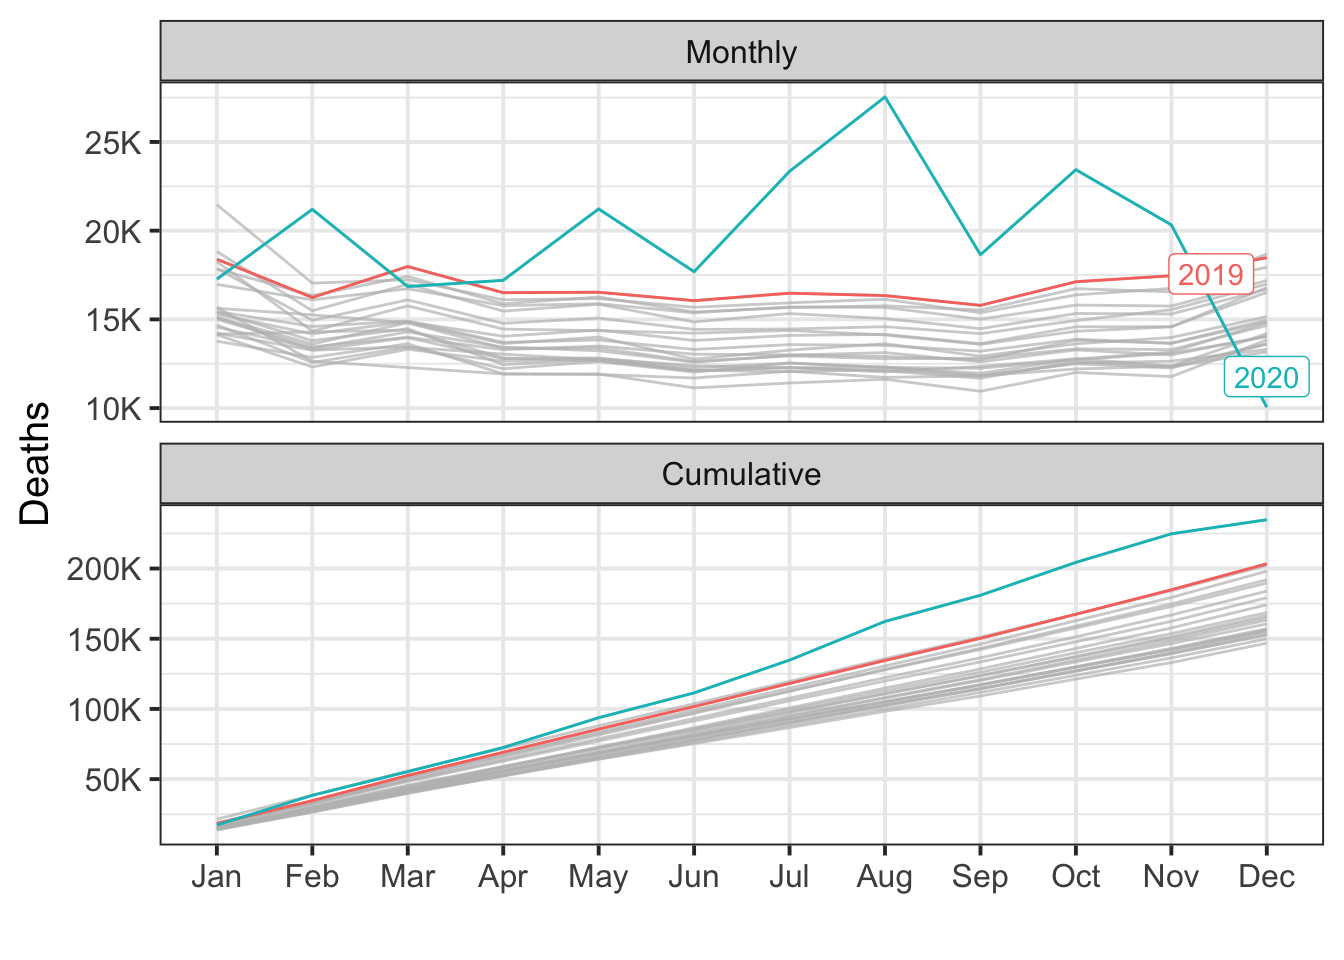 Monthly
25K
20K
15K
10K
2019
2020
Deaths
Cumulative
200K
150K
100K
50K
Jan Feb Mar Apr May Jun Jul Aug Sep Oct Nov Dec